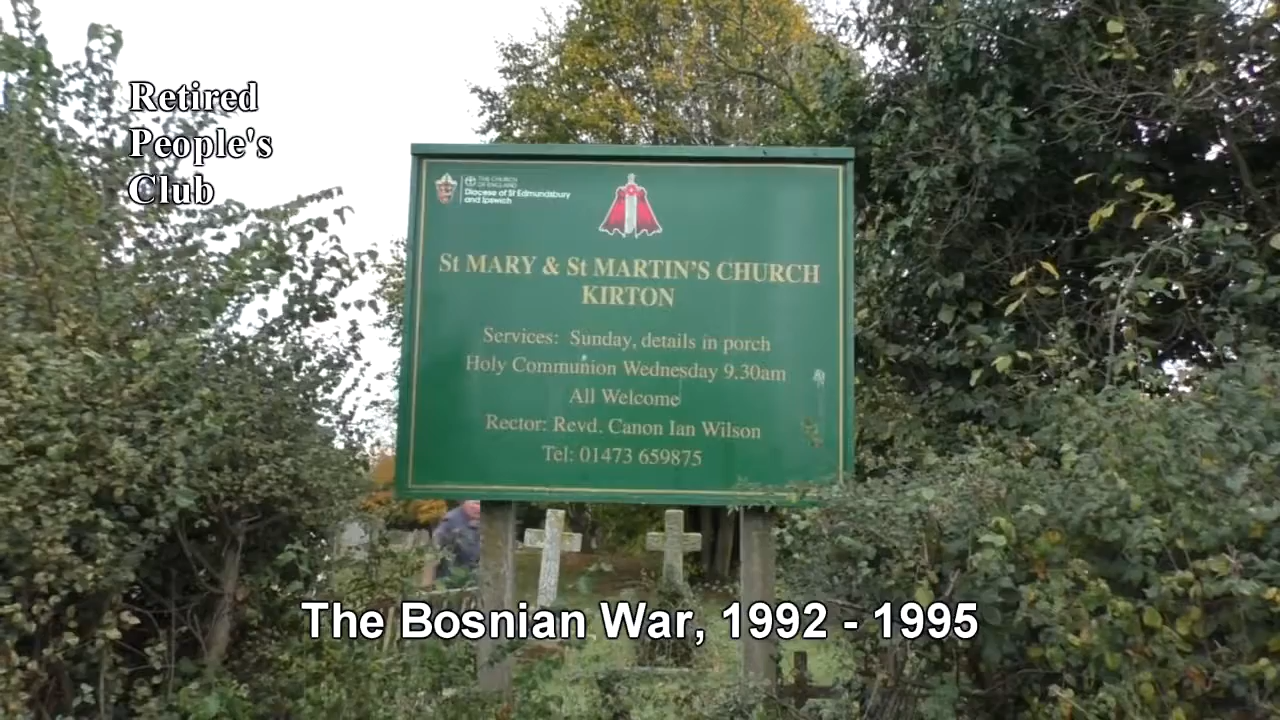 Retired
People's
Club
THE CHURCH
OF ENGLAND
Diocese of St Edmundsbury
and Ipswich
St MARY & St MARTIN'S CHURCH
KIRTON
Services: Sunday, details in porch
Holy Communion Wednesday 9.30am
All Welcome
Rector: Revd. Canon Ian Wilson
Tel: 01473 659875
The Bosnian War, 1992 - 1995